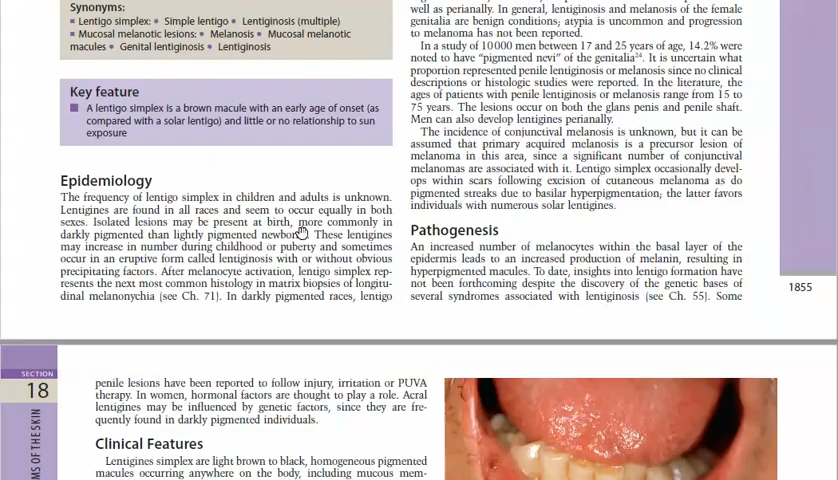 Synonyms:
▪ Lentigo simplex: • Simple lentigo • Lentiginosis (multiple)
▪ Mucosal melanotic lesions: • Melanosis • Mucosal melanotic
macules • Genital lentiginosis • Lentiginosis
Key feature
■ A lentigo simplex is a brown macule with an early age of onset (as
compared with a solar lentigo) and little or no relationship to sun
exposure
Epidemiology
The frequency of lentigo simplex in children and adults is unknown.
Lentigines are found in all races and seem to occur equally in both
sexes. Isolated lesions may be present at birth, more commonly in
darkly pigmented than lightly pigmented These lentigines
may increase in number during childhood or puberty and sometimes
occur in an eruptive form called lentiginosis with or without obvious
precipitating factors. After melanocyte activation, lentigo simplex rep-
resents the next most common histology in matrix biopsies of longitu-
dinal melanonychia (see Ch. 71). In darkly pigmented races, lentigo
well as perianally. In general, lentiginosis and melanosis of the female
genitalia are benign conditions; atypia is uncommon and progression
to melanoma has not been reported.
In a study of 10 000 men between 17 and 25 years of age, 14.2% were
noted to have “pigmented nevi” of the genitalia²⁴. It is uncertain what
proportion represented penile lentiginosis or melanosis since no clinical
descriptions or histologic studies were reported. In the literature, the
ages of patients with penile lentiginosis or melanosis range from 15 to
75 years. The lesions occur on both the glans penis and penile shaft.
Men can also develop lentigines perianally.
The incidence of conjunctival melanosis is unknown, but it can be
assumed that primary acquired melanosis is a precursor lesion of
melanoma in this area, since a significant number of conjunctival
melanomas are associated with it. Lentigo simplex occasionally devel-
ops within scars following excision of cutaneous melanoma as do
pigmented streaks due to basilar hyperpigmentation; the latter favors
individuals with numerous solar lentigines.
Pathogenesis
An increased number of melanocytes within the basal layer of the
epidermis leads to an increased production of melanin, resulting in
hyperpigmented macules. To date, insights into lentigo formation have
not been forthcoming despite the discovery of the genetic bases of
several syndromes associated with lentiginosis (see Ch. 55). Some
1855
SECTION
18
MS OF THE SKIN
penile lesions have been reported to follow injury, irritation or PUVA
therapy. In women, hormonal factors are thought to play a role. Acral
lentigines may be influenced by genetic factors, since they are fre-
quently found in darkly pigmented individuals.
Clinical Features
Lentigines simplex are light brown to black, homogeneous pigmented
macules occurring anywhere on the body, including mucous mem-